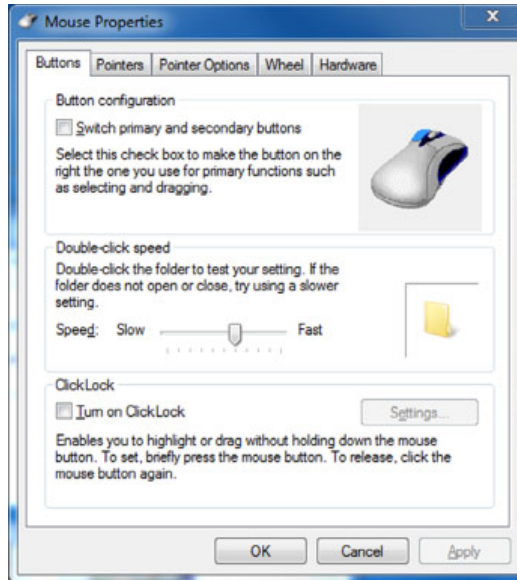 Mouse Properties
X
Buttons Pointers Pointer Options Wheel Hardware
Button configuration
Switch primary and secondary buttons
Select this check box to make the button on the
right the one you use for primary functions such
as selecting and dragging.
Double-click speed
Double-click the folder to test your setting. If the
folder does not open or close, try using a slower
setting.
Speed: Slow Fast
ClickLock
Turn on ClickLock Settings...
Enables you to highlight or drag without holding down the mouse
button. To set, briefly press the mouse button. To release, click the
mouse button again.
OK Cancel Apply